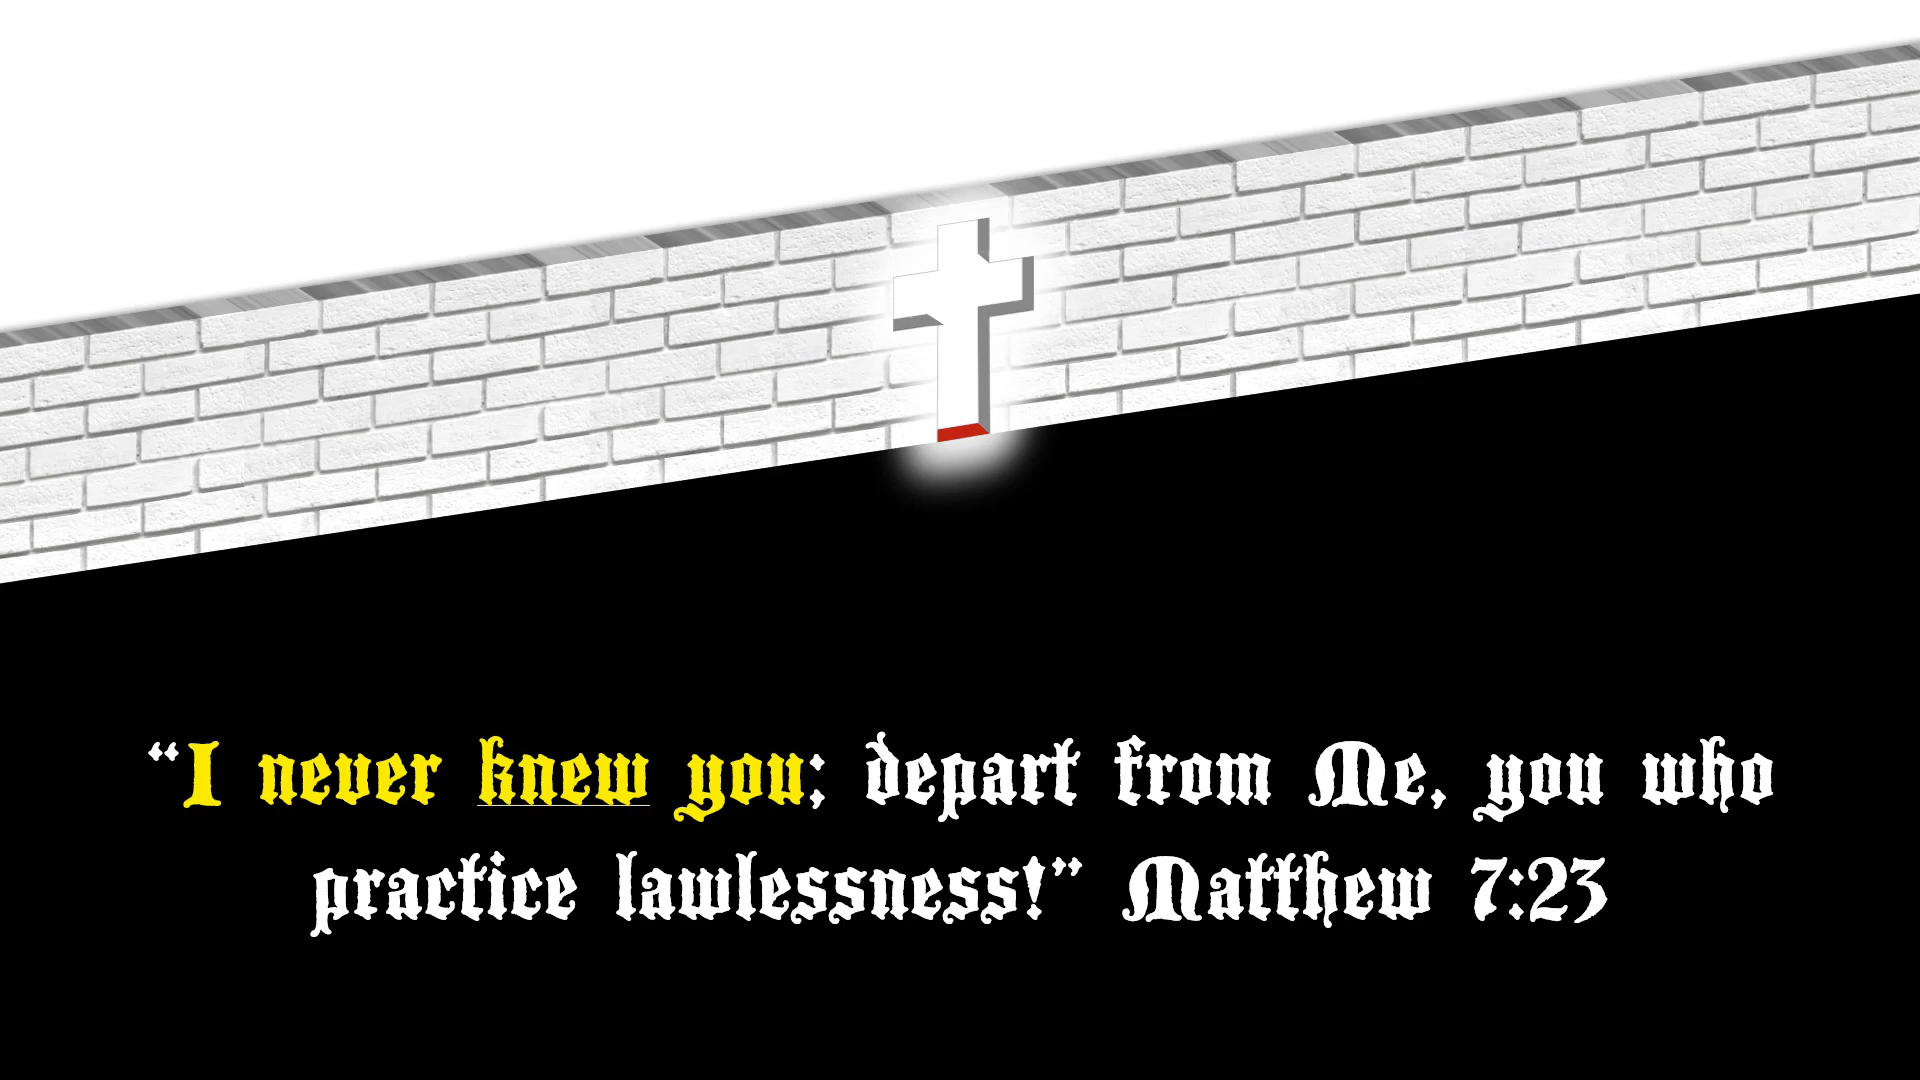 “I never knew you; depart from Me, you who
practice lawlessness!” Matthew 7:23